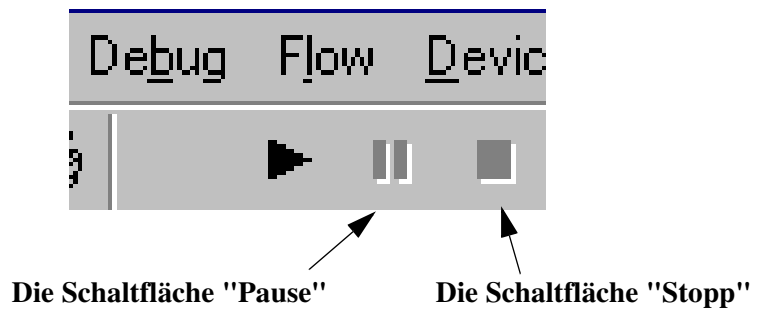 Debug Flow Devic
Die Schaltfläche "Pause" Die Schaltfläche "Stopp"